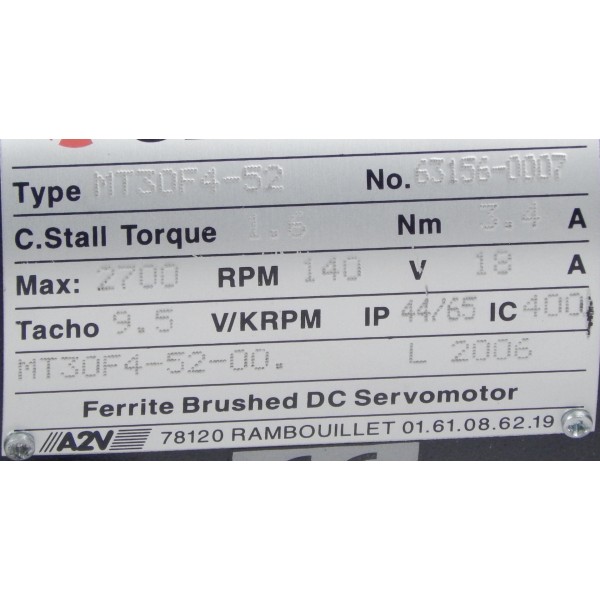 Type MT30F4-52 No. 63156-0007
C.Stall Torque 1.6 Nm 3.4 A
Max: 2700 RPM 140 V 18 A
Tacho 9.5 V/KRPM IP 44/65 IC 400
MT30F4-52-00. L 2006
Ferrite Brushed DC Servomotor
A2V 78120 RAMBOUILLET 01.61.08.62.19